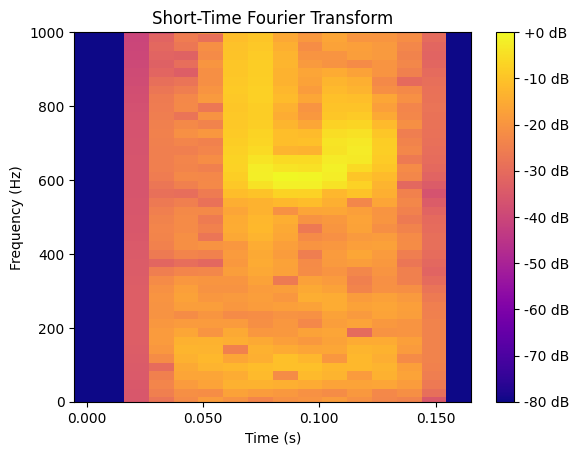 Short-Time Fourier Transform
1000
800
600
400
200
0
Frequency (Hz)
0.000
0.050
0.100
0.150
Time (s)
+0 dB
-10 dB
-20 dB
-30 dB
-40 dB
-50 dB
-60 dB
-70 dB
-80 dB